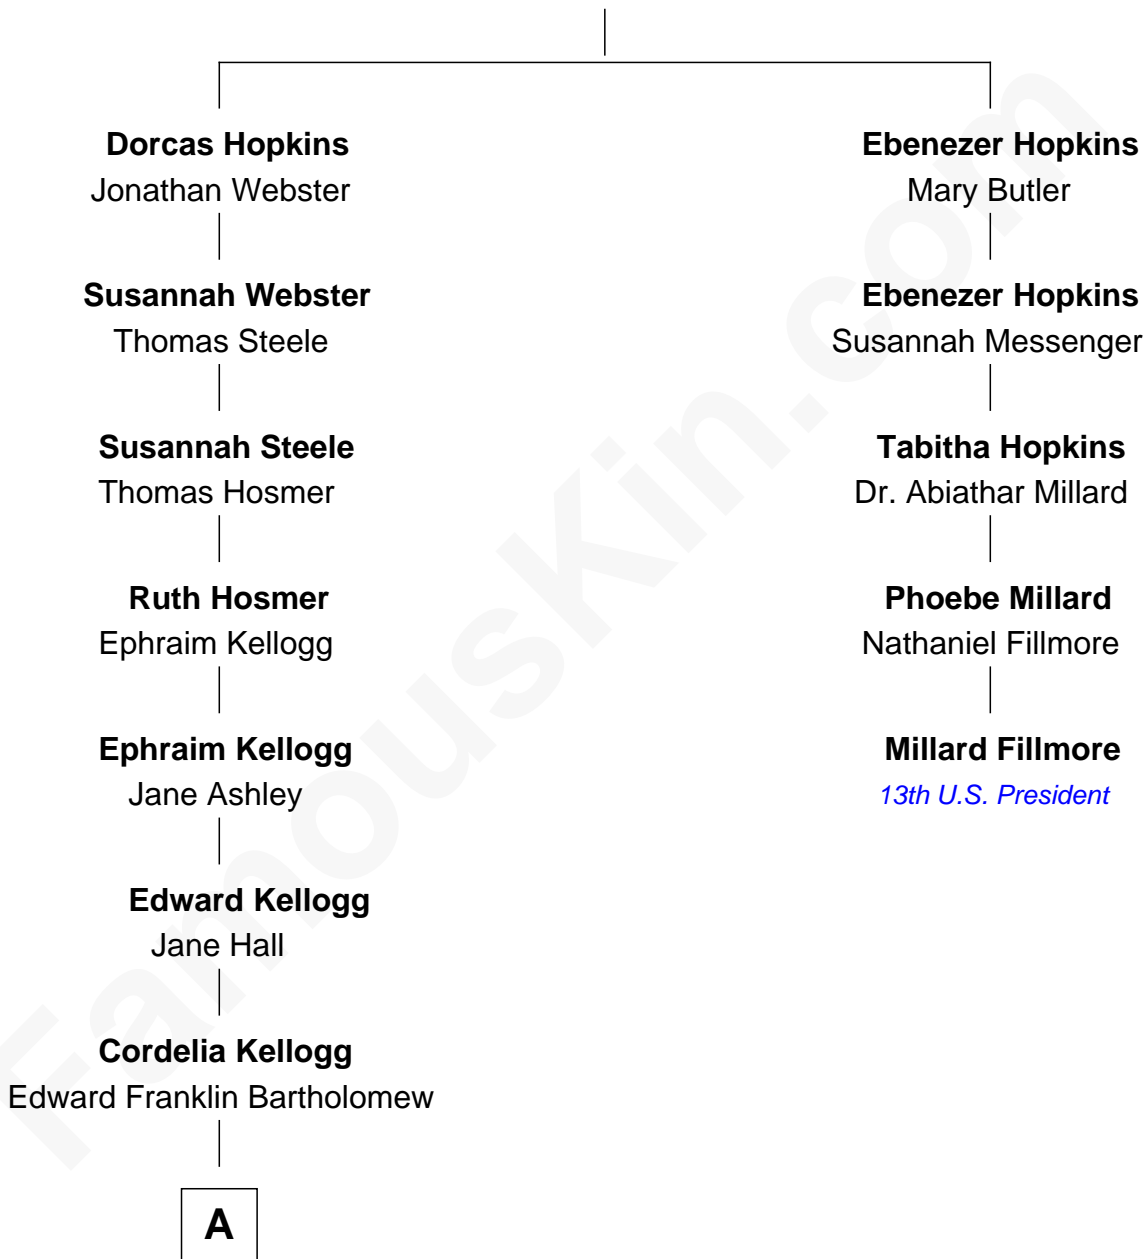 Dorcas Hopkins
Jonathan Webster
Susannah Webster
Thomas Steele
Susannah Steele
Thomas Hosmer
Ruth Hosmer
Ephraim Kellogg
Ephraim Kellogg
Jane Ashley
Edward Kellogg
Jane Hall
Cordelia Kellogg
Edward Franklin Bartholomew
A
Ebenezer Hopkins
Mary Butler
Ebenezer Hopkins
Susannah Messenger
Tabitha Hopkins
Dr. Abiathar Millard
Phoebe Millard
Nathaniel Fillmore
Millard Fillmore
13th U.S. President
FamousKin.com